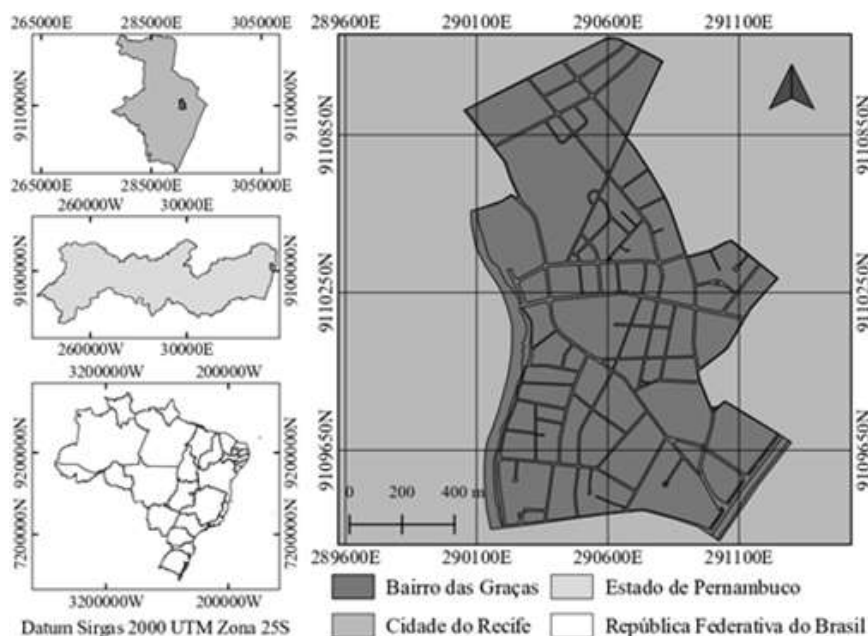 265000E 285000E 305000E
9110000N
9110000N
265000E 285000E 305000E
260000W 30000E
9100000N
9100000N
260000W 30000E
3200000W 200000W
9200000N
9200000N
7200000N
7200000N
3200000W 200000W
Datum Sirgas 2000 UTM Zona 25S
289600E 290100E 290600E 291100E
9110850N
9110850N
9110250N
9110250N
9109650N
9109650N
0 200 400 m
289600E 290100E 290600E 291100E
Bairro das Graças
Estado de Pernambuco
Cidade do Recife
República Federativa do Brasil